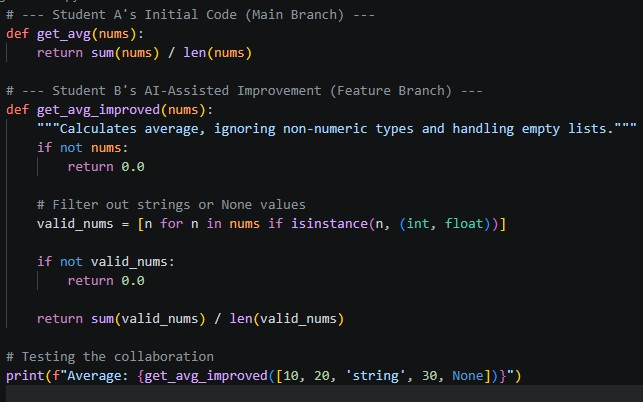 # --- Student A's Initial Code (Main Branch) ---
def get_avg(nums):
    return sum(nums) / len(nums)

# --- Student B's AI-Assisted Improvement (Feature Branch) ---
def get_avg_improved(nums):
    """Calculates average, ignoring non-numeric types and handling empty lists."""
    if not nums:
        return 0.0

    # Filter out strings or None values
    valid_nums = [n for n in nums if isinstance(n, (int, float))]

    if not valid_nums:
        return 0.0

    return sum(valid_nums) / len(valid_nums)

# Testing the collaboration
print(f"Average: {get_avg_improved([10, 20, 'string', 30, None])}")